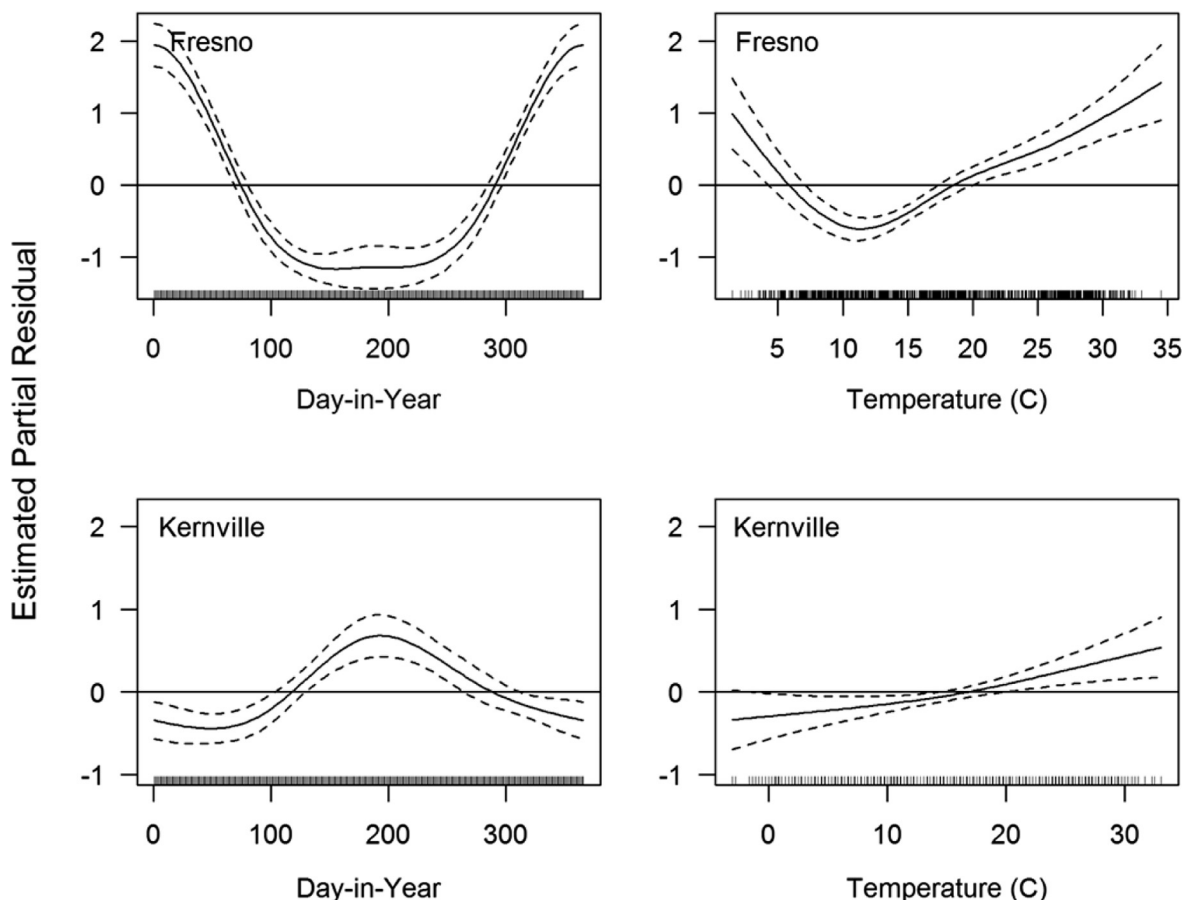 Estimated Partial Residual
Fresno
2
1
0
-1
0 100 200 300
Day-in-Year
Fresno
2
1
0
-1
5 10 15 20 25 30 35
Temperature (C)
Kernville
2
1
0
-1
0 100 200 300
Day-in-Year
Kernville
2
1
0
-1
0 10 20 30
Temperature (C)